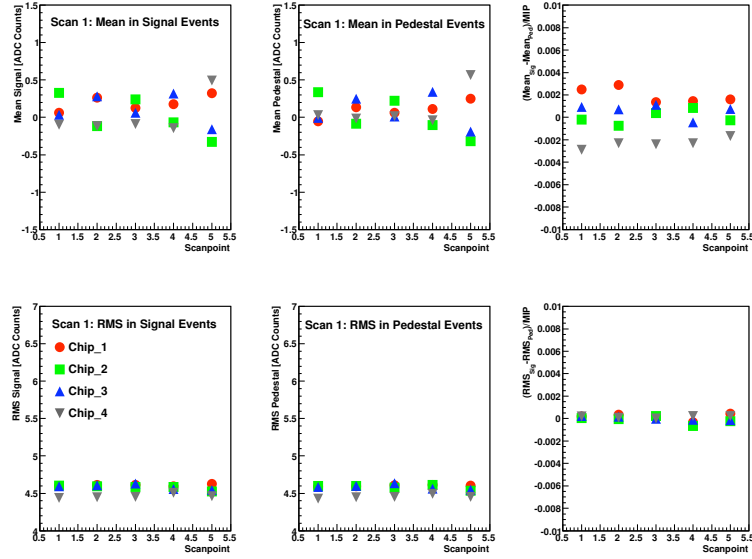 Scan 1: Mean in Signal Events
Mean Signal [ADC Counts]
1.5
1
0.5
0
-0.5
-1
-1.5
0.5 1 1.5 2 2.5 3 3.5 4 4.5 5 5.5
Scanpoint
Scan 1: Mean in Pedestal Events
Mean Pedestal [ADC Counts]
1.5
1
0.5
0
-0.5
-1
-1.5
0.5 1 1.5 2 2.5 3 3.5 4 4.5 5 5.5
Scanpoint
(Mean_Sig-Mean_Ped)/MIP
0.01
0.008
0.006
0.004
0.002
0
-0.002
-0.004
-0.006
-0.008
-0.01
0.5 1 1.5 2 2.5 3 3.5 4 4.5 5 5.5
Scanpoint
Scan 1: RMS in Signal Events
Chip_1
Chip_2
Chip_3
Chip_4
RMS Signal [ADC Counts]
7
6.5
6
5.5
5
4.5
4
0.5 1 1.5 2 2.5 3 3.5 4 4.5 5 5.5
Scanpoint
Scan 1: RMS in Pedestal Events
RMS Pedestal [ADC Counts]
7
6.5
6
5.5
5
4.5
4
0.5 1 1.5 2 2.5 3 3.5 4 4.5 5 5.5
Scanpoint
(RMS_Sig-RMS_Ped)/MIP
0.01
0.008
0.006
0.004
0.002
0
-0.002
-0.004
-0.006
-0.008
-0.01
0.5 1 1.5 2 2.5 3 3.5 4 4.5 5 5.5
Scanpoint